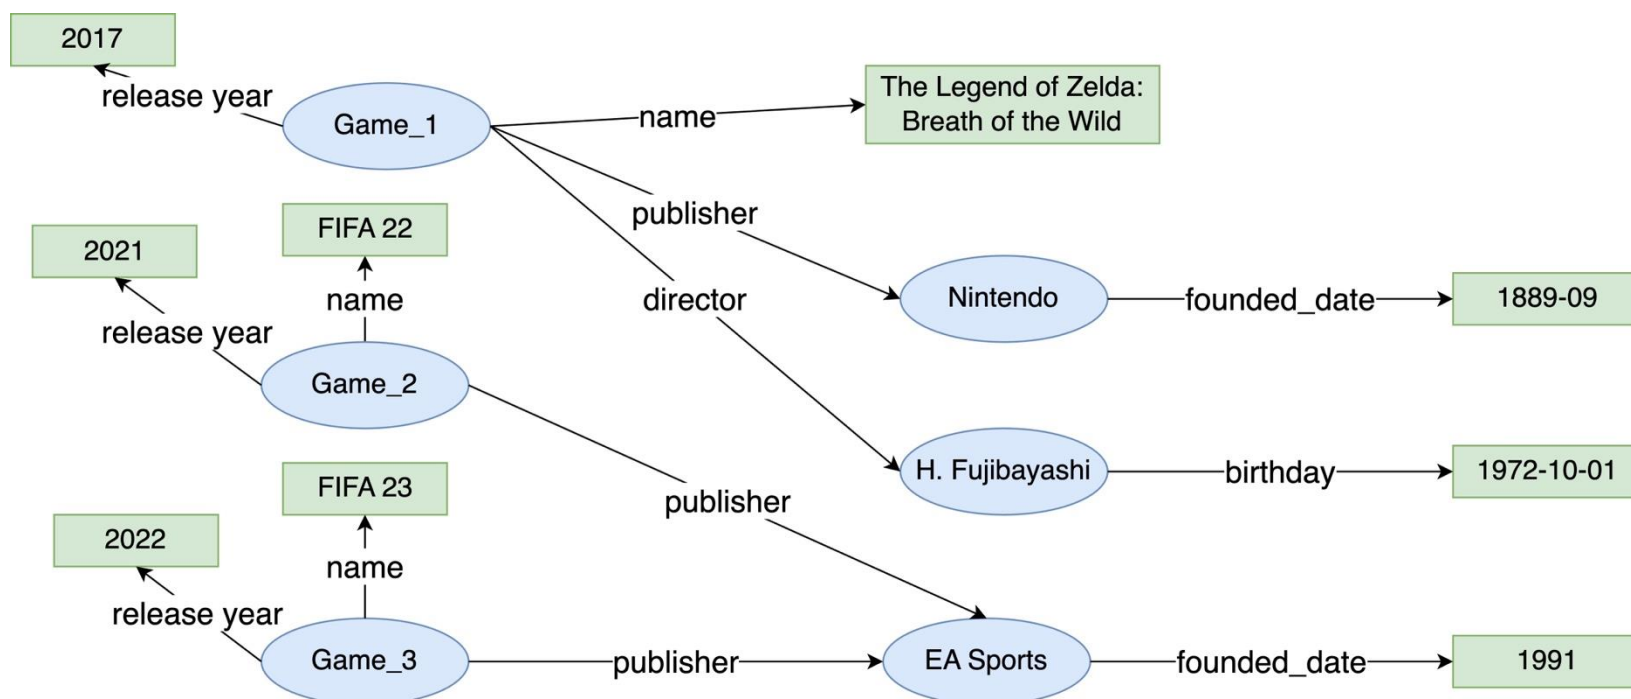 2017
release year
Game_1
name
The Legend of Zelda:
Breath of the Wild
publisher
director
Nintendo
founded_date
1889-09
2021
FIFA 22
release year
name
Game_2
H. Fujibayashi
birthday
1972-10-01
publisher
FIFA 23
2022
name
release year
Game_3
publisher
EA Sports
founded_date
1991